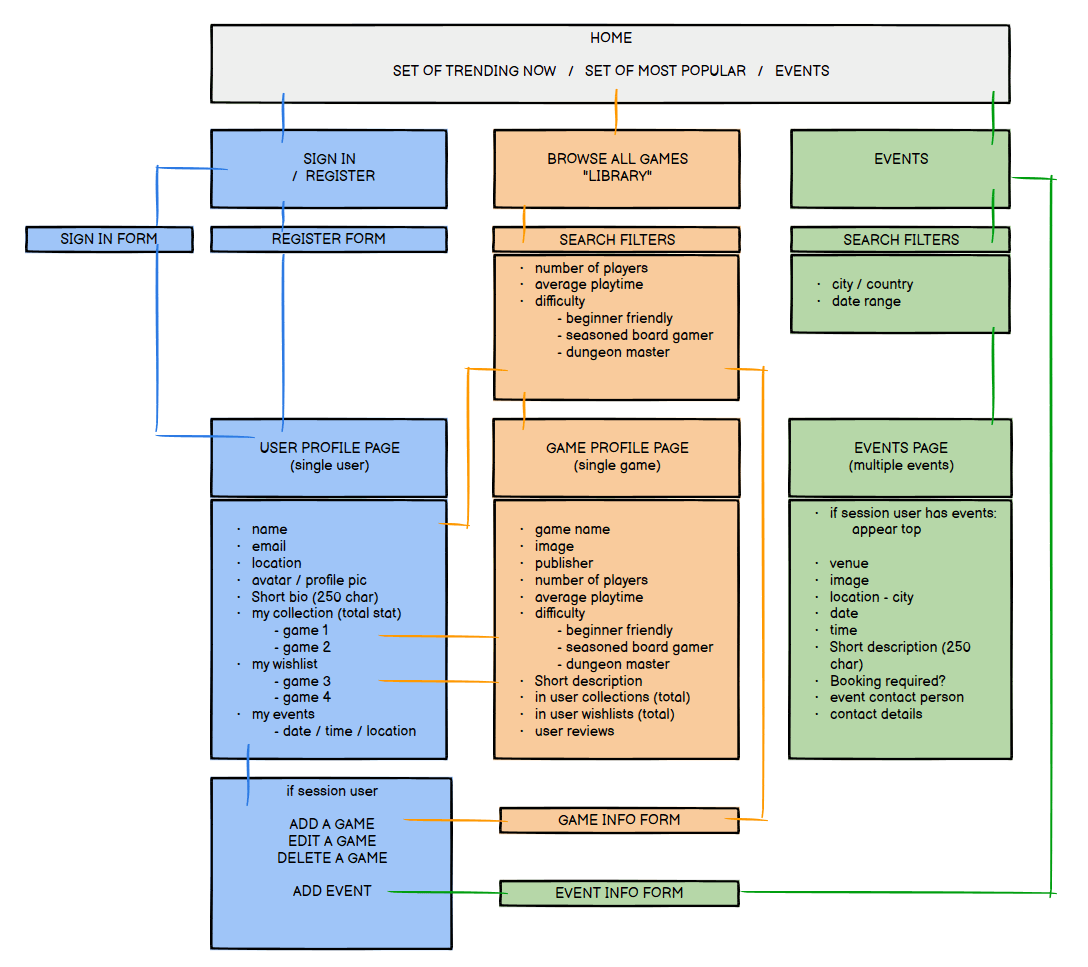 HOME
SET OF TRENDING NOW / SET OF MOST POPULAR / EVENTS
SIGN IN
/ REGISTER
SIGN IN FORM
REGISTER FORM
USER PROFILE PAGE
(single user)
· name
· email
· location
· avatar / profile pic
· Short bio (250 char)
· my collection (total stat)
- game 1
- game 2
· my wishlist
- game 3
- game 4
· my events
- date / time / location
if session user
ADD A GAME
EDIT A GAME
DELETE A GAME
ADD EVENT
BROWSE ALL GAMES
"LIBRARY"
SEARCH FILTERS
· number of players
· average playtime
· difficulty
- beginner friendly
- seasoned board gamer
- dungeon master
GAME PROFILE PAGE
(single game)
· game name
· image
· publisher
· number of players
· average playtime
· difficulty
- beginner friendly
- seasoned board gamer
- dungeon master
· Short description
· in user collections (total)
· in user wishlists (total)
· user reviews
GAME INFO FORM
EVENT INFO FORM
EVENTS
SEARCH FILTERS
· city / country
· date range
EVENTS PAGE
(multiple events)
· if session user has events:
appear top
· venue
· image
· location - city
· date
· time
· Short description (250
char)
· Booking required?
· event contact person
· contact details